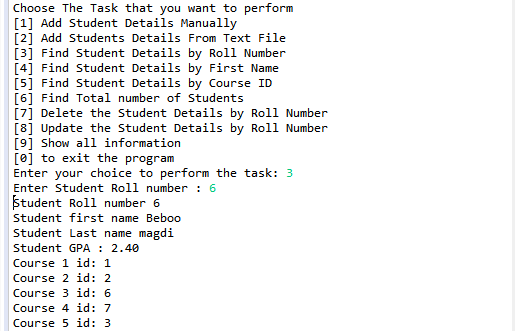 Choose The Task that you want to perform
[1] Add Student Details Manually
[2] Add Students Details From Text File
[3] Find Student Details by Roll Number
[4] Find Student Details by First Name
[5] Find Student Details by Course ID
[6] Find Total number of Students
[7] Delete the Student Details by Roll Number
[8] Update the Student Details by Roll Number
[9] Show all information
[0] to exit the program
Enter your choice to perform the task: 3
Enter Student Roll number : 6
Student Roll number 6
Student first name Beboo
Student Last name magdi
Student GPA : 2.40
Course 1 id: 1
Course 2 id: 2
Course 3 id: 6
Course 4 id: 7
Course 5 id: 3